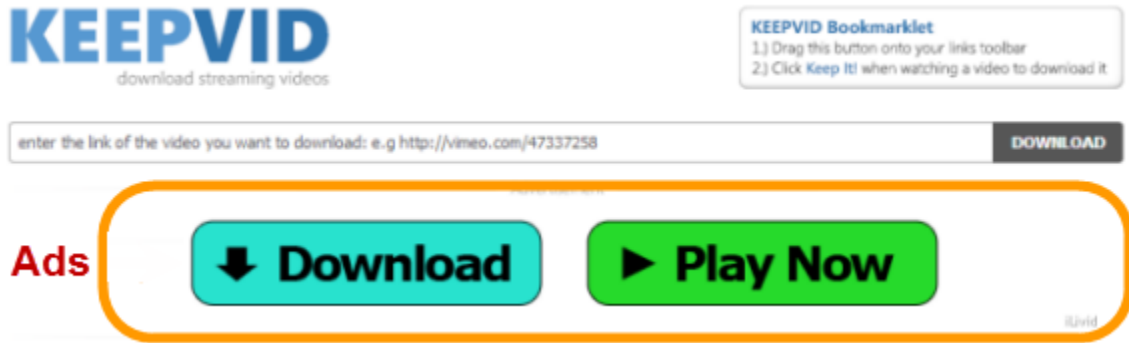 KEEPVID
download streaming videos
KEEPVID Bookmarklet
1.) Drag this button onto your links toolbar
2.) Click Keep It! when watching a video to download it
enter the link of the video you want to download: e.g http://vimeo.com/47337258
DOWNLOAD
Advertisement
Ads
Download
Play Now
iLivid